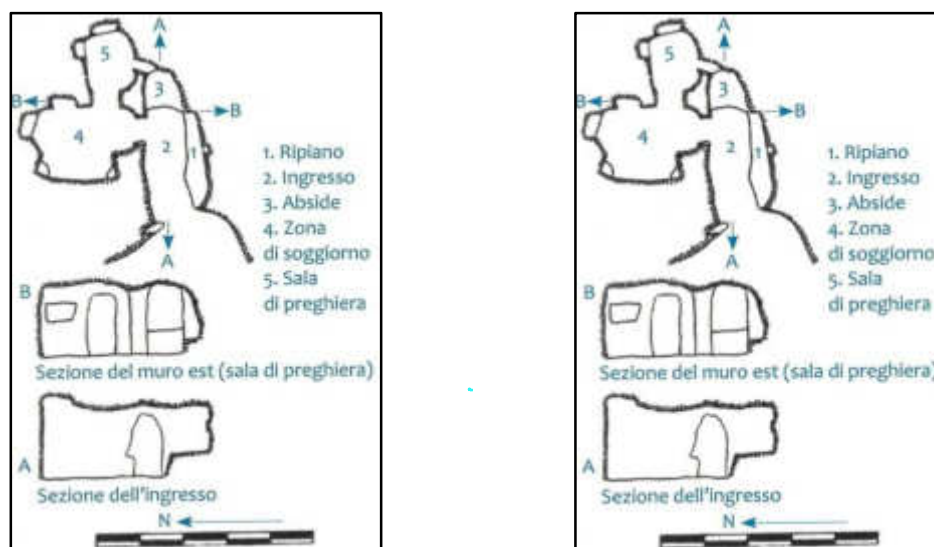 A
5
3
B
B
4
2
1
1. Ripiano
2. Ingresso
3. Abside
4. Zona
di soggiorno
5. Sala
di preghiera
A
B
Sezione del muro est (sala di preghiera)
A
Sezione dell'ingresso
N
A
5
3
B
B
4
2
1
1. Ripiano
2. Ingresso
3. Abside
4. Zona
di soggiorno
5. Sala
di preghiera
A
B
Sezione del muro est (sala di preghiera)
A
Sezione dell'ingresso
N